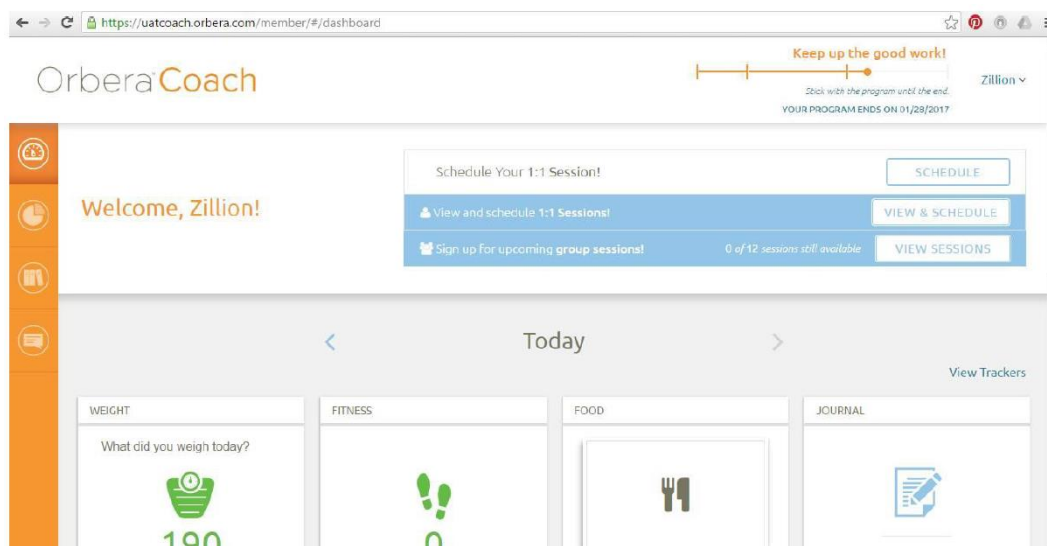 https://uatcoach.orbera.com/member/#/dashboard
Keep up the good work!
Orbera Coach
Zillion
Stick with the program until the end.
YOUR PROGRAM ENDS ON 01/28/2017
Schedule Your 1:1 Session!
SCHEDULE
Welcome, Zillion!
View and schedule 1:1 Sessions!
VIEW & SCHEDULE
Sign up for upcoming group sessions!
0 of 12 sessions still available
VIEW SESSIONS
Today
View Trackers
WEIGHT
FITNESS
FOOD
JOURNAL
What did you weigh today?
190
0